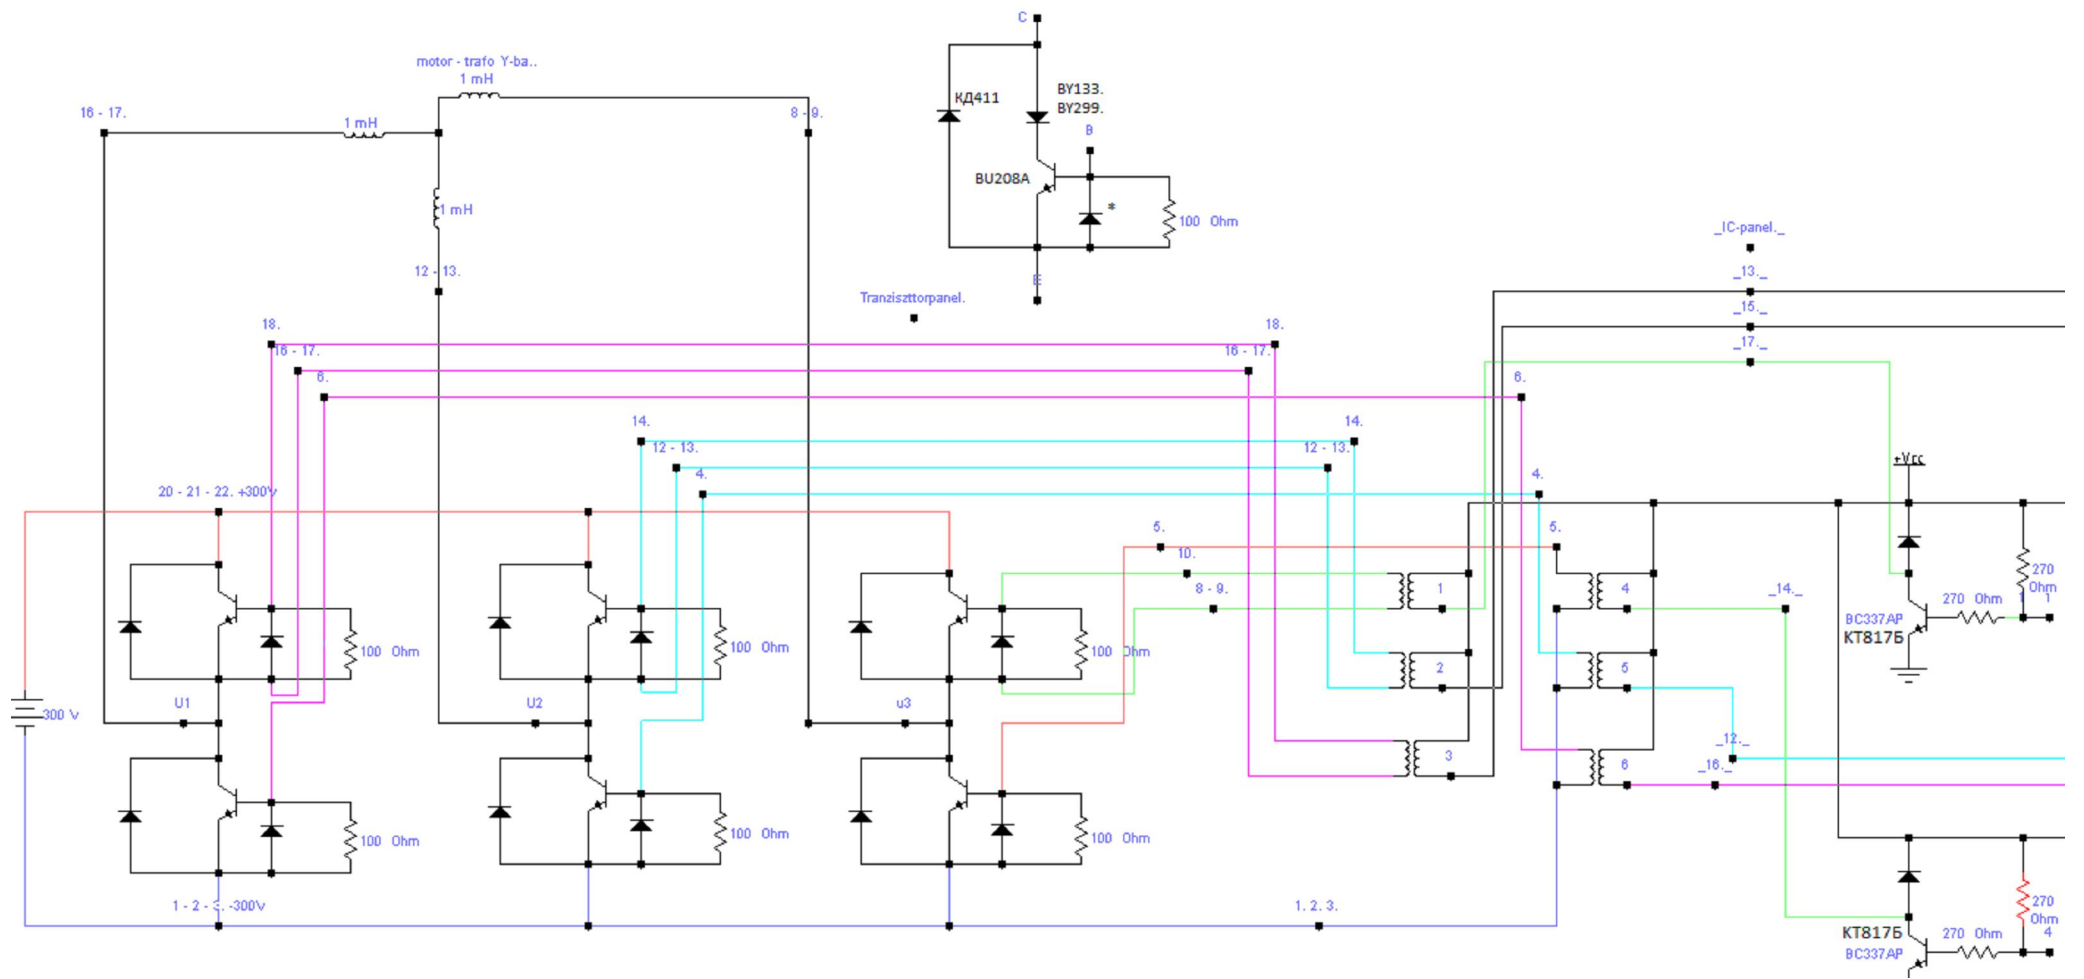 C
motor - trafo Y-ba..
1 mH
КД411
BY133.
BY299.
16 - 17.
1 mH
8 - 9.
B
BU208A
*
1 mH
100 Ohm
_IC-panel._
12 - 13.
_13._
E
Tranziszttorpanel.
_15._
18.
18.
_17._
16 - 17.
16 - 17.
6.
6.
14.
14.
12 - 13.
12 - 13.
4.
4.
+Vcc
20 - 21 - 22. +300V
5.
5.
10.
270
Ohm
8 - 9.
1
4
_14._
270 Ohm
1
1
BC337AP
КТ817Б
100 Ohm
100 Ohm
100 Ohm
2
5
U1
U2
u3
300 V
3
6
_12._
_16._
100 Ohm
100 Ohm
100 Ohm
1 - 2 - 3. -300V
1. 2. 3.
270
Ohm
КТ817Б
270 Ohm
4
BC337AP